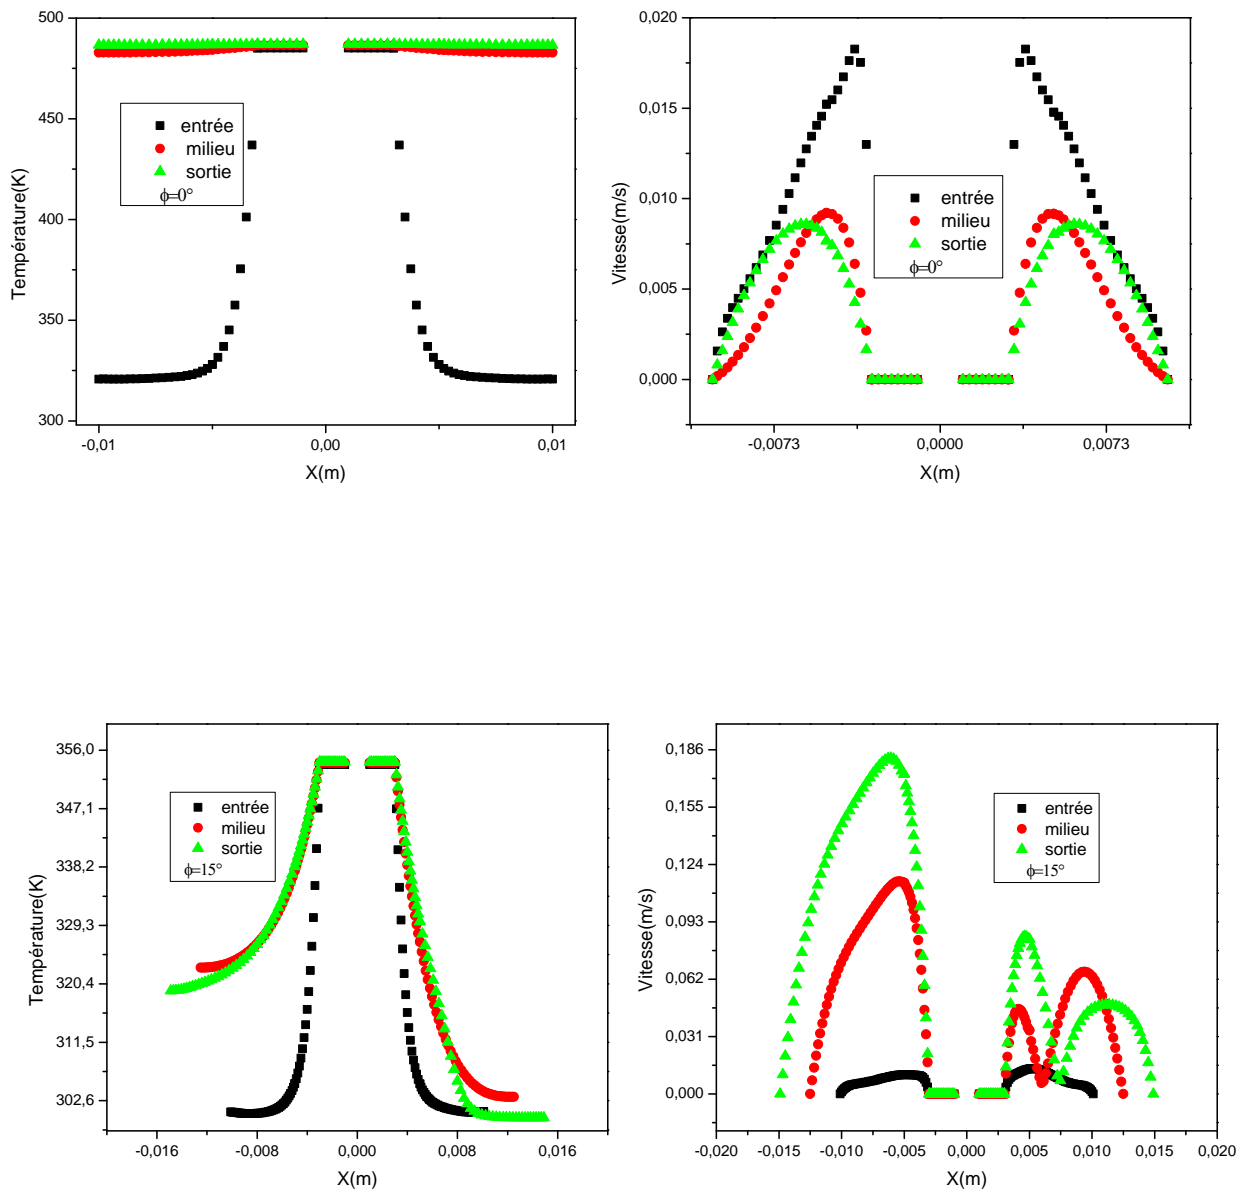 500
450
400
350
300
Température(K)
entrée
milieu
sortie
ϕ=0°
-0,01
0,00
0,01
X(m)
0,020
0,015
0,010
0,005
0,000
Vitesse(m/s)
entrée
milieu
sortie
ϕ=0°
-0,0073
0,0000
0,0073
X(m)
356,0
347,1
338,2
329,3
320,4
311,5
302,6
Température(K)
entrée
milieu
sortie
ϕ=15°
-0,016
-0,008
0,000
0,008
0,016
X(m)
0,186
0,155
0,124
0,093
0,062
0,031
0,000
Vitesse(m/s)
entrée
milieu
sortie
ϕ=15°
-0,020
-0,015
-0,010
-0,005
0,000
0,005
0,010
0,015
0,020
X(m)